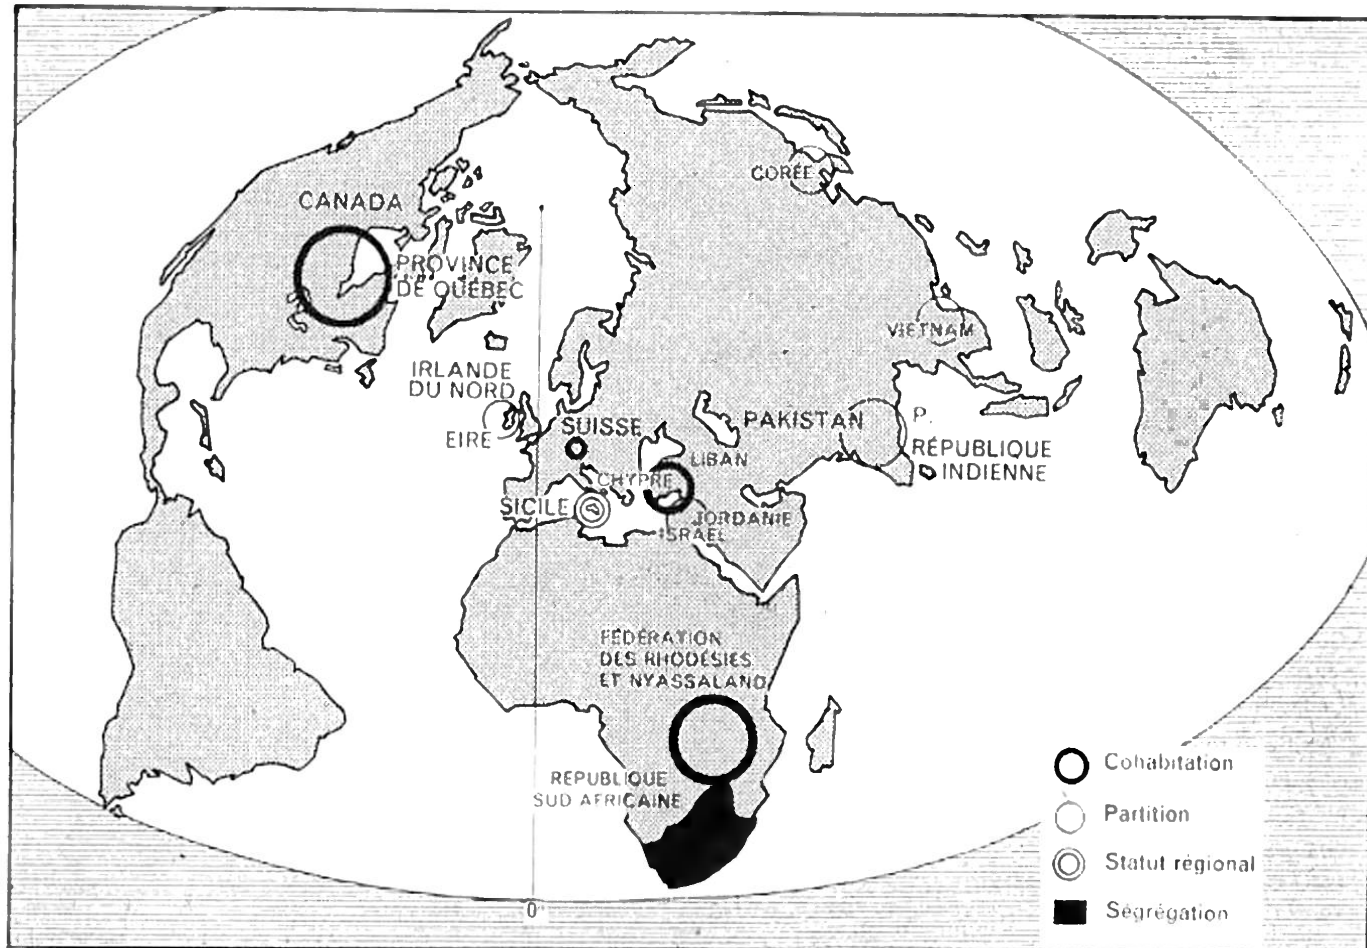 CANADA
PROVINCE
DE QUÉBEC
CORÉE
VIETNAM
IRLANDE
DU NORD
EIRE
SUISSE
PAKISTAN
P.
RÉPUBLIQUE
INDIENNE
LIBAN
CHYPRE
SICILE
JORDANIE
ISRAEL
FÉDÉRATION
DES RHODÉSIES
ET NYASSALAND
RÉPUBLIQUE
SUD AFRICAINE
Cohabitation
Partition
Statut régional
Ségrégation
0